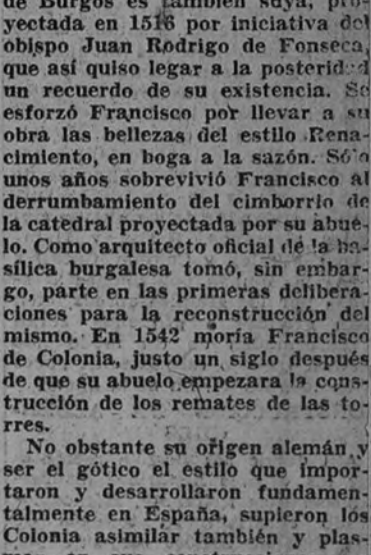 de Burgos es también suya, pro-
yectada en 1516 por iniciativa del
obispo Juan Rodrigo de Fonseca,
que así quiso legar a la posteridad
un recuerdo de su existencia. Se
esforzó Francisco por llevar a su
obra las bellezas del estilo Rena-
cimiento, en boga a la sazón. Sólo
unos años sobrevivió Francisco al
derrumbamiento del cimborrio de
la catedral proyectada por su abue-
lo. Como arquitecto oficial de la ba-
sílica burgalesa tomó, sin embar-
go, parte en las primeras delibera-
ciones para la reconstrucción del
mismo. En 1542 moría Francisco
de Colonia, justo un siglo después
de que su abuelo empezara la cons-
trucción de los remates de las to-
rres.
No obstante su origen alemán y
ser el gótico el estilo que impor-
taron y desarrollaron fundamen-
talmente en España, supieron los
Colonia asimilar también y plas-